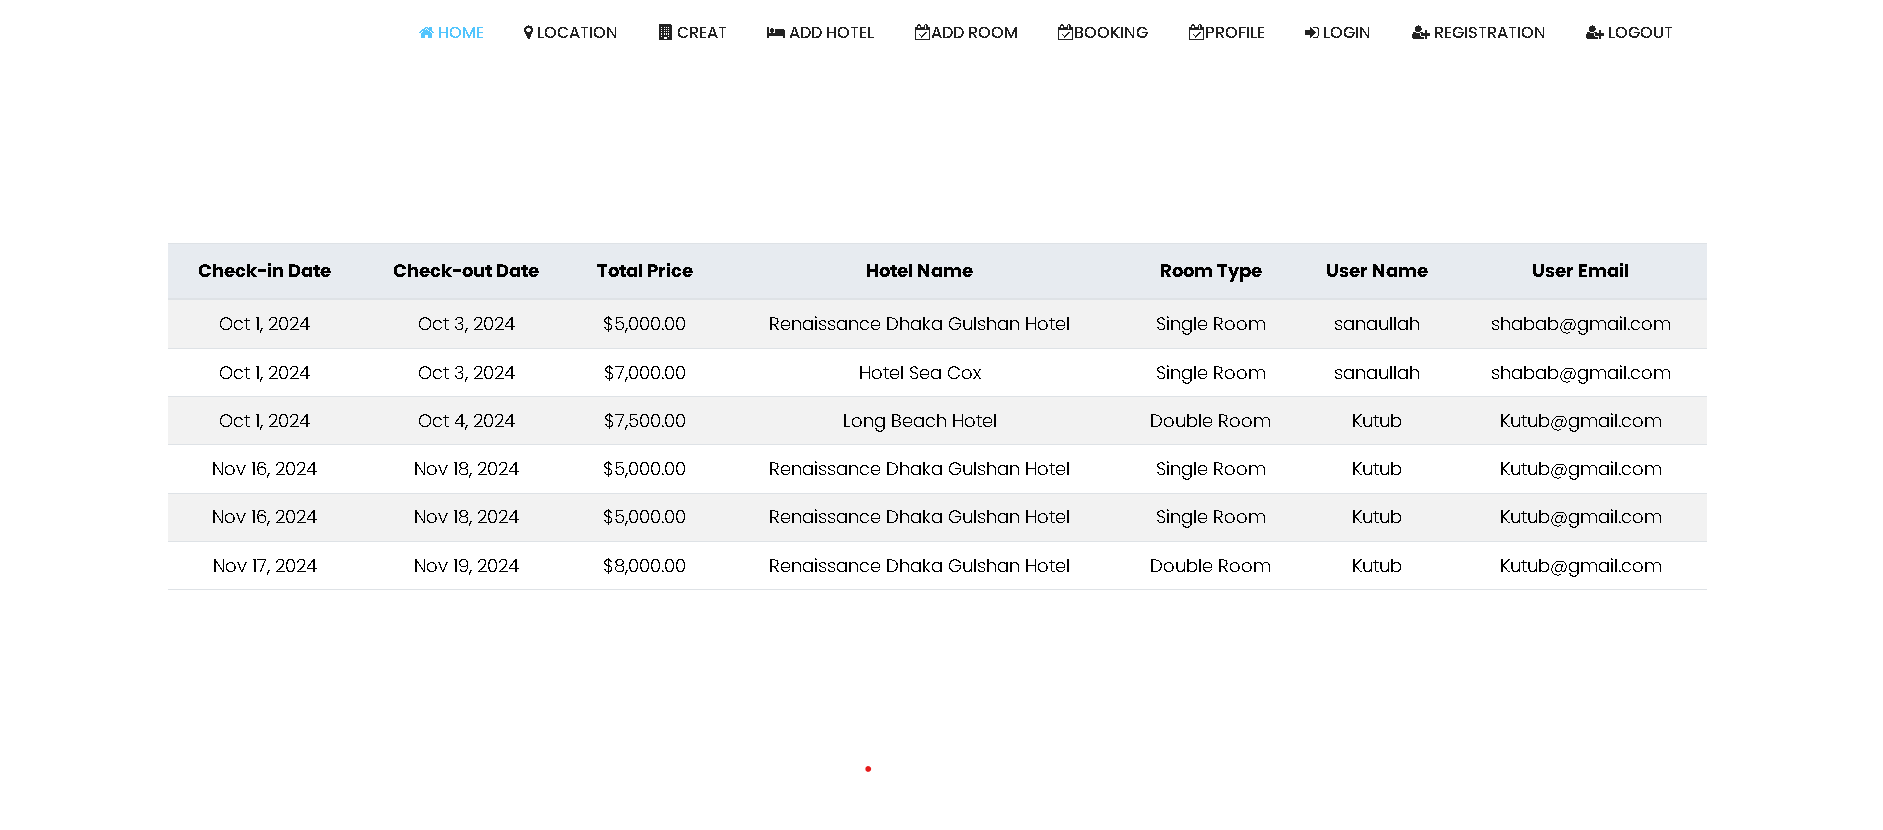 HOME LOCATION CREAT ADD HOTEL ADD ROOM BOOKING PROFILE LOGIN REGISTRATION LOGOUT
Check-in Date Check-out Date Total Price Hotel Name Room Type User Name User Email
Oct 1, 2024 Oct 3, 2024 $5,000.00 Renaissance Dhaka Gulshan Hotel Single Room sanaullah shabab@gmail.com
Oct 1, 2024 Oct 3, 2024 $7,000.00 Hotel Sea Cox Single Room sanaullah shabab@gmail.com
Oct 1, 2024 Oct 4, 2024 $7,500.00 Long Beach Hotel Double Room Kutub Kutub@gmail.com
Nov 16, 2024 Nov 18, 2024 $5,000.00 Renaissance Dhaka Gulshan Hotel Single Room Kutub Kutub@gmail.com
Nov 16, 2024 Nov 18, 2024 $5,000.00 Renaissance Dhaka Gulshan Hotel Single Room Kutub Kutub@gmail.com
Nov 17, 2024 Nov 19, 2024 $8,000.00 Renaissance Dhaka Gulshan Hotel Double Room Kutub Kutub@gmail.com